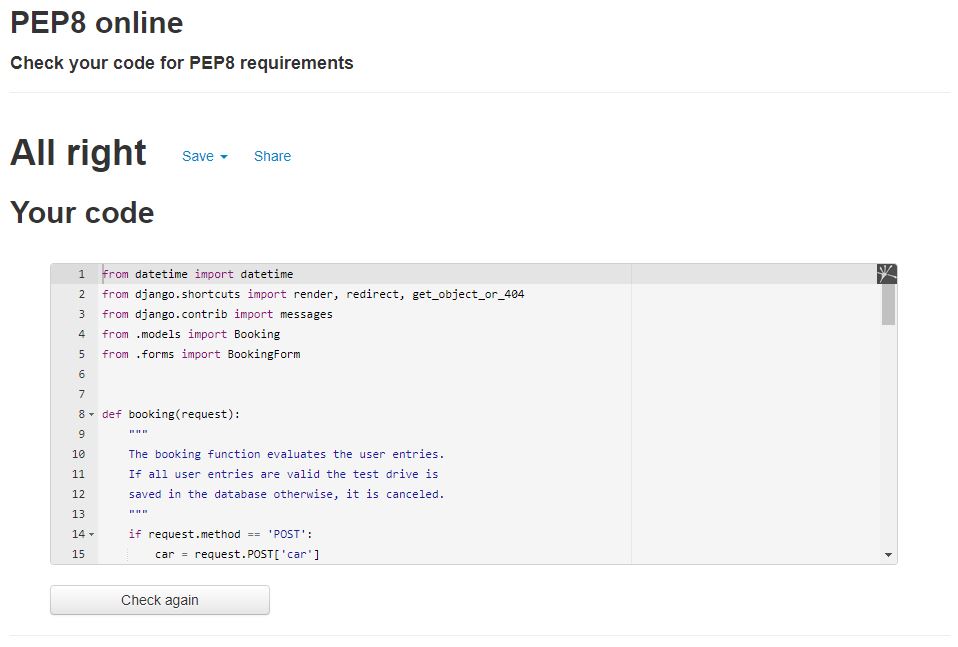 PEP8 online
Check your code for PEP8 requirements
All right Save Share
Your code
1 from datetime import datetime
2 from django.shortcuts import render, redirect, get_object_or_404
3 from django.contrib import messages
4 from .models import Booking
5 from .forms import BookingForm
6
7
8 def booking(request):
9 """
10 The booking function evaluates the user entries.
11 If all user entries are valid the test drive is
12 saved in the database otherwise, it is canceled.
13 """
14 if request.method == 'POST':
15 car = request.POST['car']
Check again